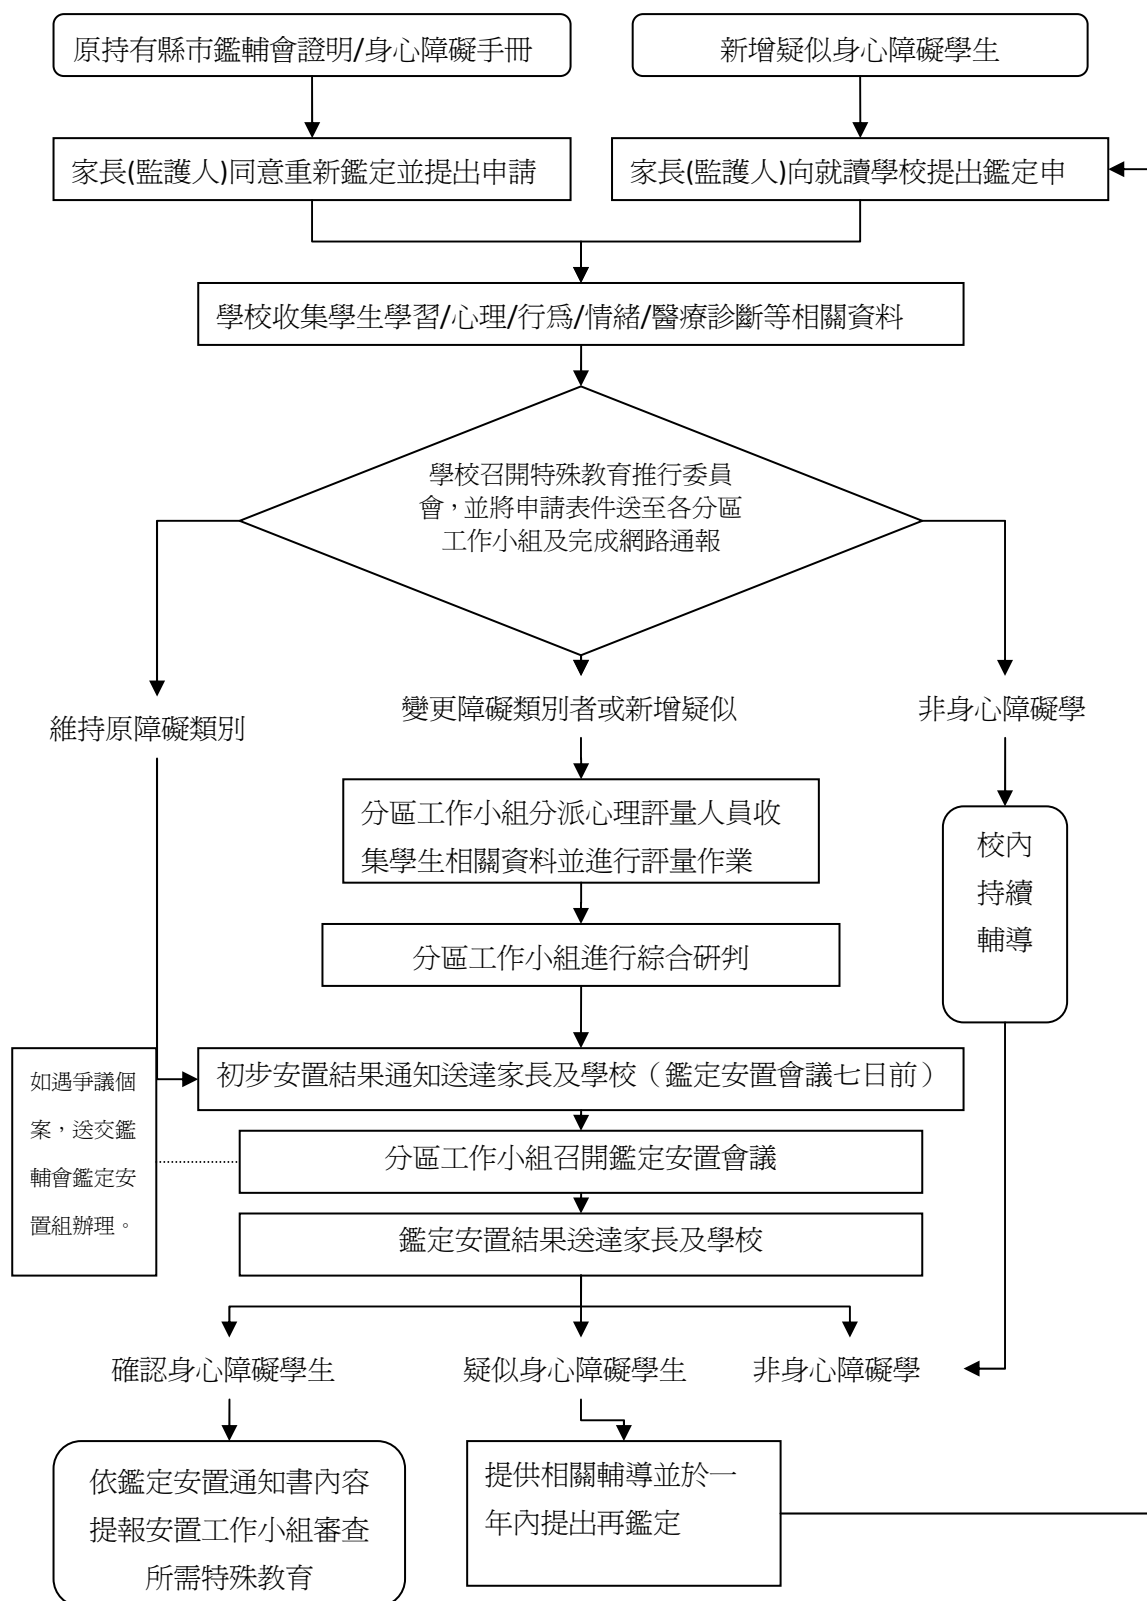 原持有縣市鑑輔會證明/身心障礙手冊
新增疑似身心障礙學生
家長(監護人)同意重新鑑定並提出申請
家長(監護人)向就讀學校提出鑑定申
學校收集學生學習/心理/行為/情緒/醫療診斷等相關資料
學校召開特殊教育推行委員
會，並將申請表件送至各分區
工作小組及完成網路通報
維持原障礙類別
變更障礙類別者或新增疑似
非身心障礙學
分區工作小組分派心理評量人員收
集學生相關資料並進行評量作業
校內
持續
輔導
分區工作小組進行綜合研判
初步安置結果通知送達家長及學校（鑑定安置會議七日前）
如遇爭議個
案，送交鑑
輔會鑑定安
置組辦理。
分區工作小組召開鑑定安置會議
鑑定安置結果送達家長及學校
確認身心障礙學生
疑似身心障礙學生
非身心障礙學
依鑑定安置通知書內容
提報安置工作小組審查
所需特殊教育
提供相關輔導並於一
年內提出再鑑定